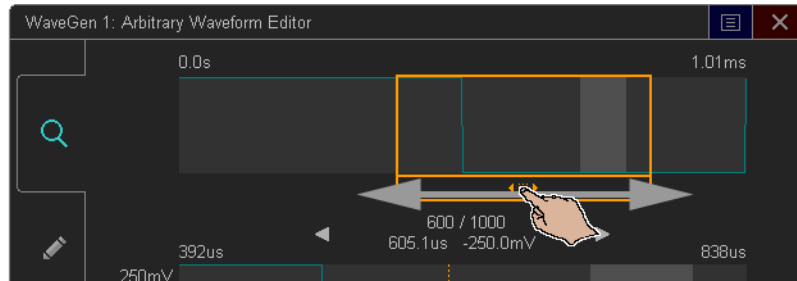 WaveGen 1: Arbitrary Waveform Editor
0.0s 1.01ms
600 / 1000
605.1us -250.0mV
392us 838us
250mV